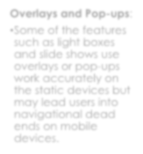 Overlays and Pop-ups:
•Some of the features
such as light boxes
and slide shows use
overlays or pop-ups
work accurately on
the static devices but
may lead users into
navigational dead
ends on mobile
devices.